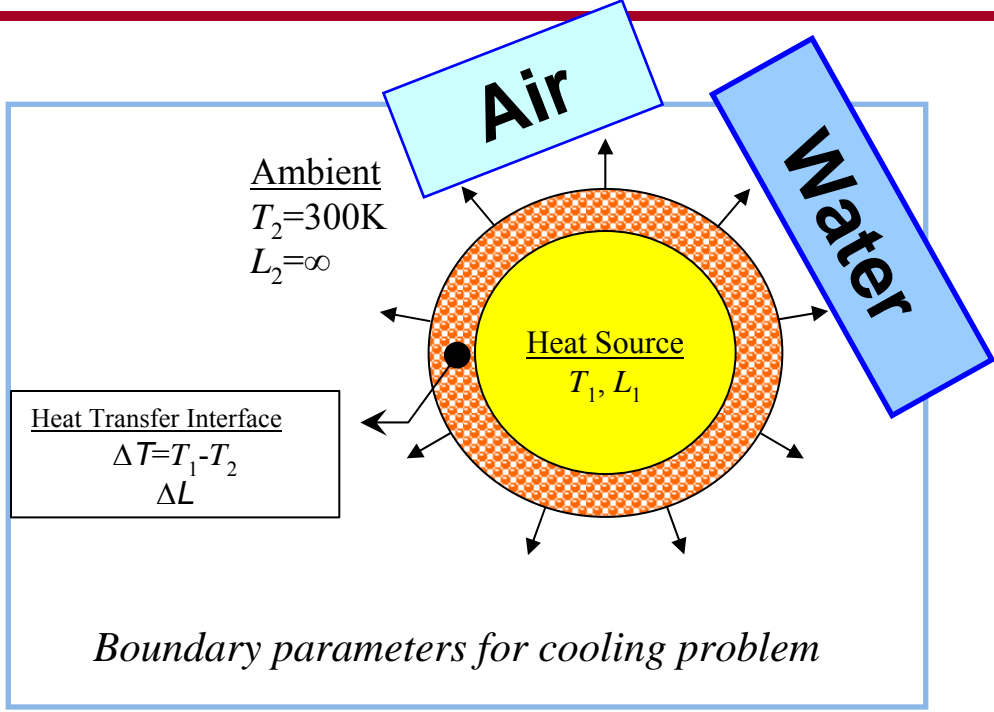 Air
Water
Ambient
T₂=300K
L₂=∞
Heat Source
T₁, L₁
Heat Transfer Interface
ΔT=T₁-T₂
ΔL
Boundary parameters for cooling problem